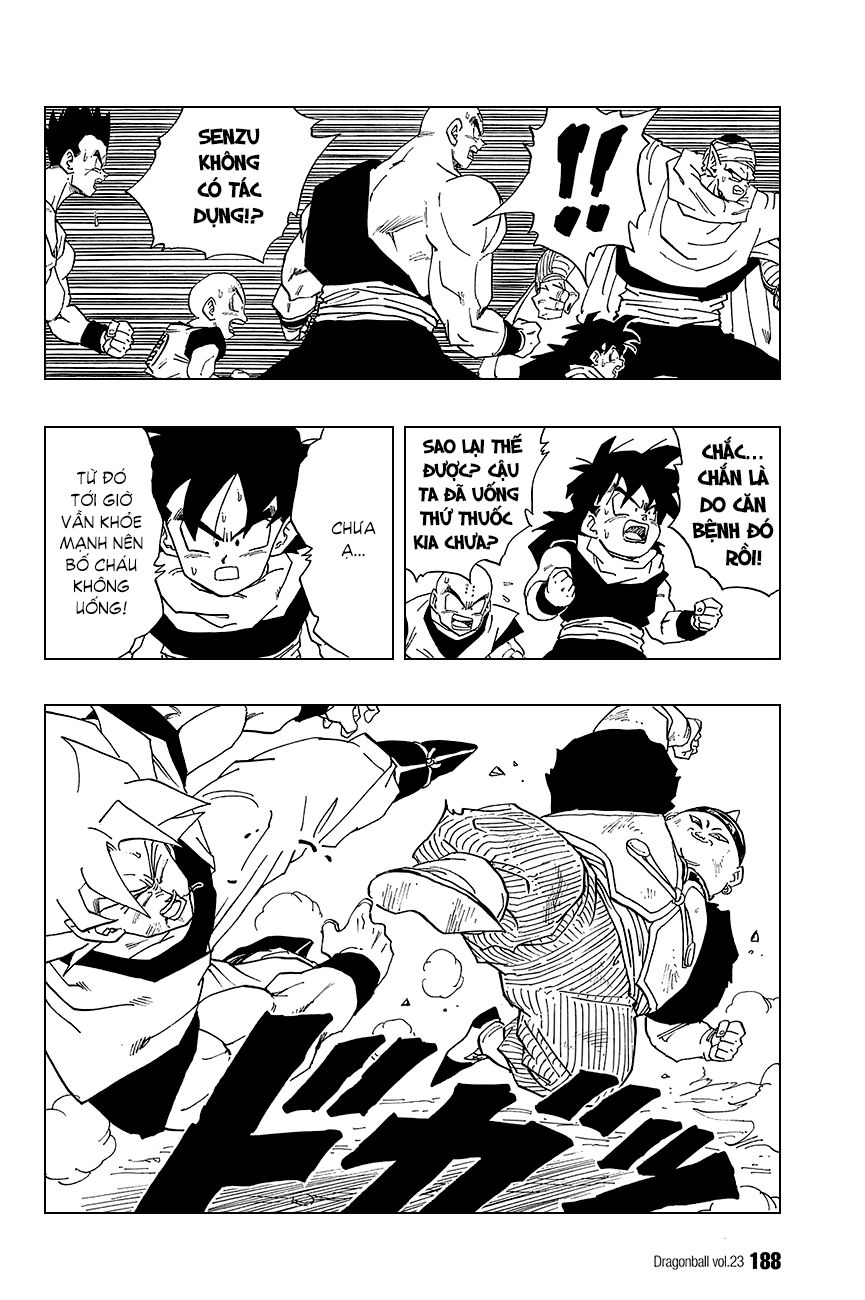 !!
SENZU
KHÔNG
CÓ TÁC
DỤNG!?
CHẮC...
CHẮN LÀ
DO CĂN
BỆNH ĐÓ
RỒI!
SAO LẠI THẾ
ĐƯỢC? CẬU
TA ĐÃ UỐNG
THỨ THUỐC
KIA CHƯA?
CHƯA
Ạ...
TỪ ĐÓ
TỚI GIỜ
VẪN KHỎE
MẠNH NÊN
BỐ CHÁU
KHÔNG
UỐNG!
ドガガッ
Dragonball vol.23 188